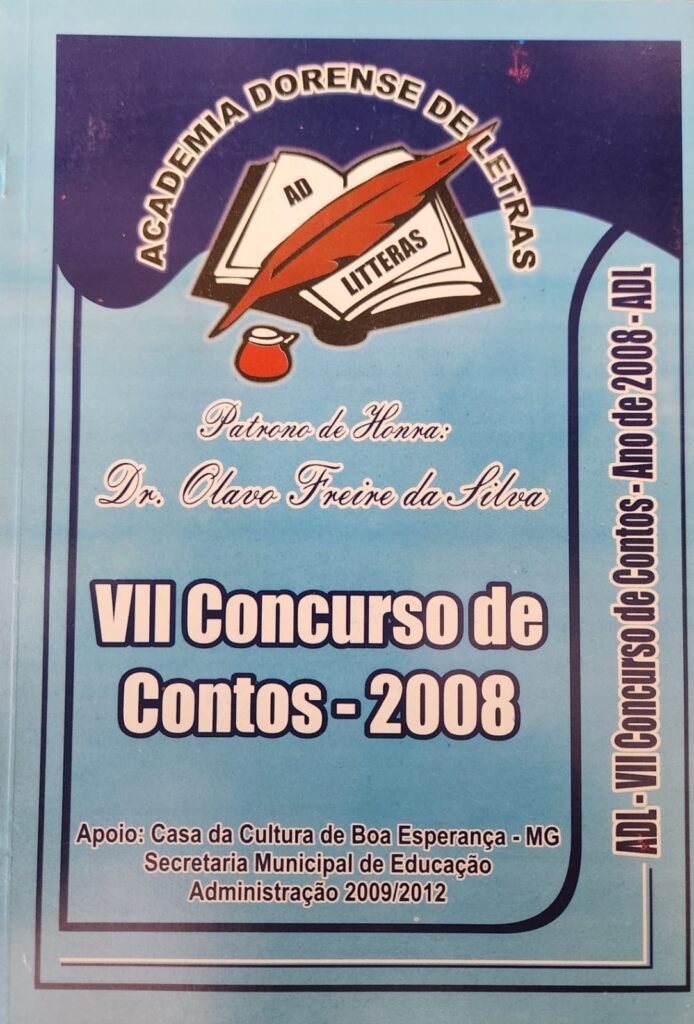 ACADEMIA DORENSE DE LETRAS
AD
LITTERAS
Patrono de Honra:
Dr. Olavo Freire da Silva
VII Concurso de
Contos - 2008
Apoio: Casa da Cultura de Boa Esperança - MG
Secretaria Municipal de Educação
Administração 2009/2012
ADL - VII Concurso de Contos - Ano de 2008 - ADL